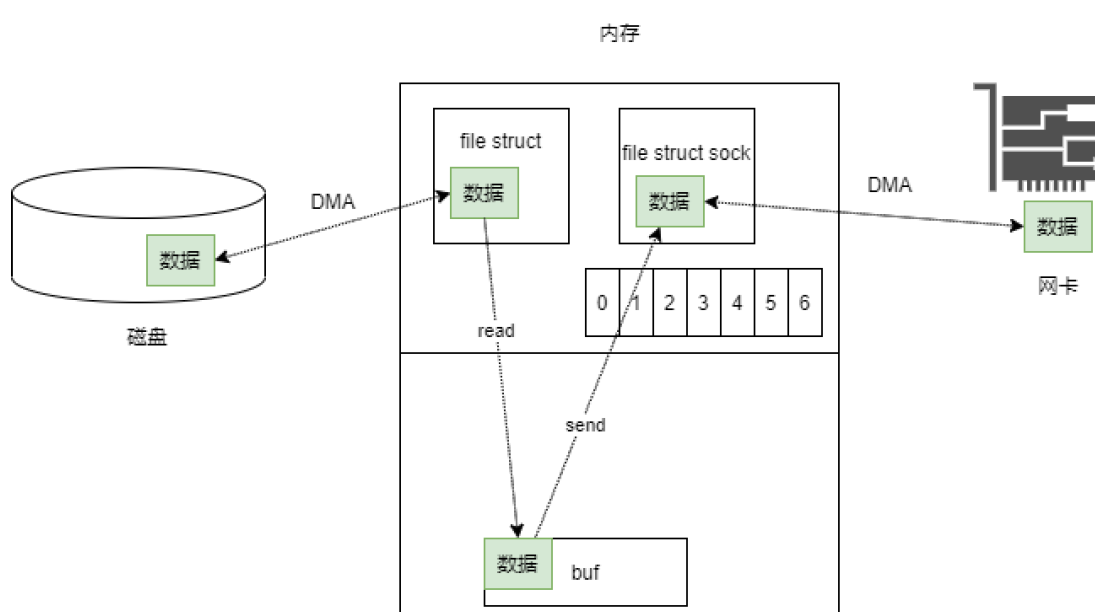 内存
file struct
数据
file struct sock
数据
DMA
数据
磁盘
DMA
数据
网卡
0 1 2 3 4 5 6
read
send
数据
buf